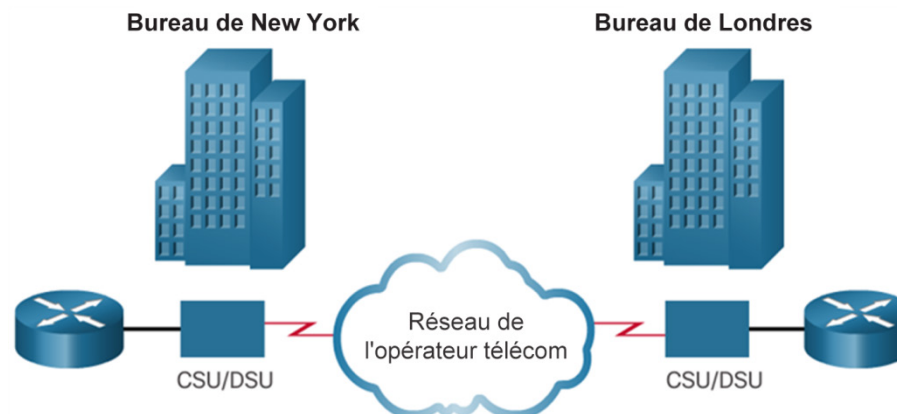 Bureau de New York
Bureau de Londres
Réseau de
l'opérateur télécom
CSU/DSU
CSU/DSU